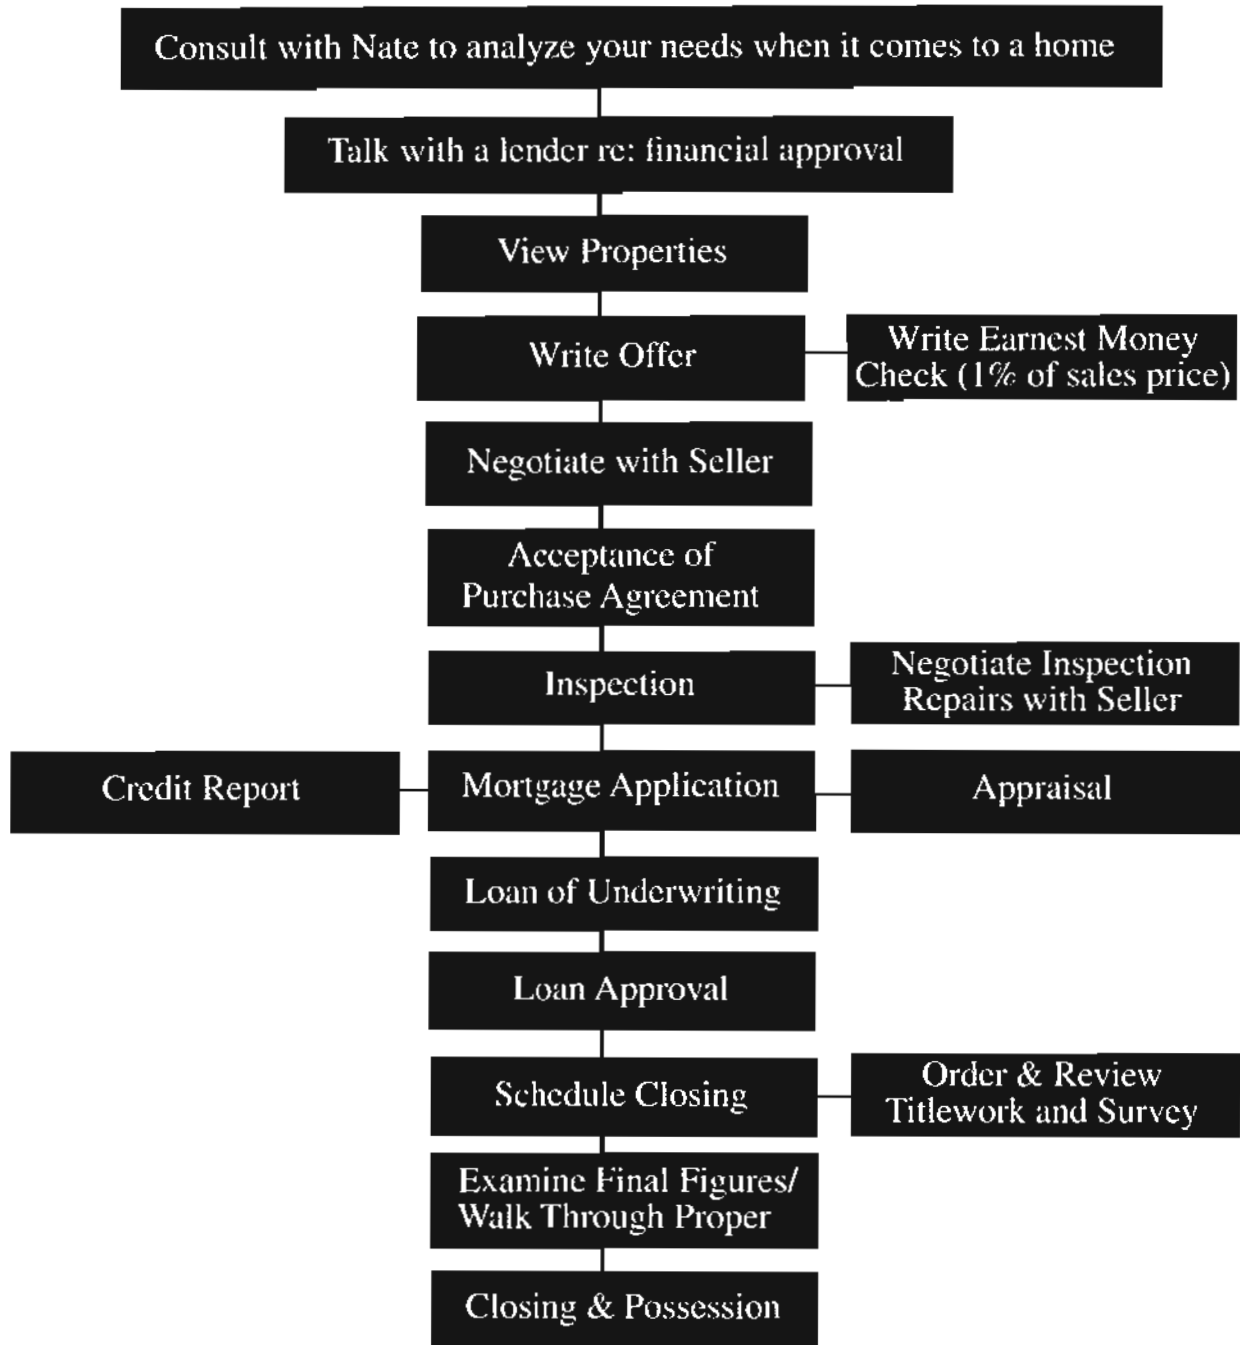 Consult with Nate to analyze your needs when it comes to a home
Talk with a lender re: financial approval
View Properties
Write Offer
Write Earnest Money
Check (1% of sales price)
Negotiate with Seller
Acceptance of
Purchase Agreement
Inspection
Negotiate Inspection
Repairs with Seller
Credit Report
Mortgage Application
Appraisal
Loan of Underwriting
Loan Approval
Schedule Closing
Order & Review
Titlework and Survey
Examine Final Figures/
Walk Through Proper
Closing & Possession